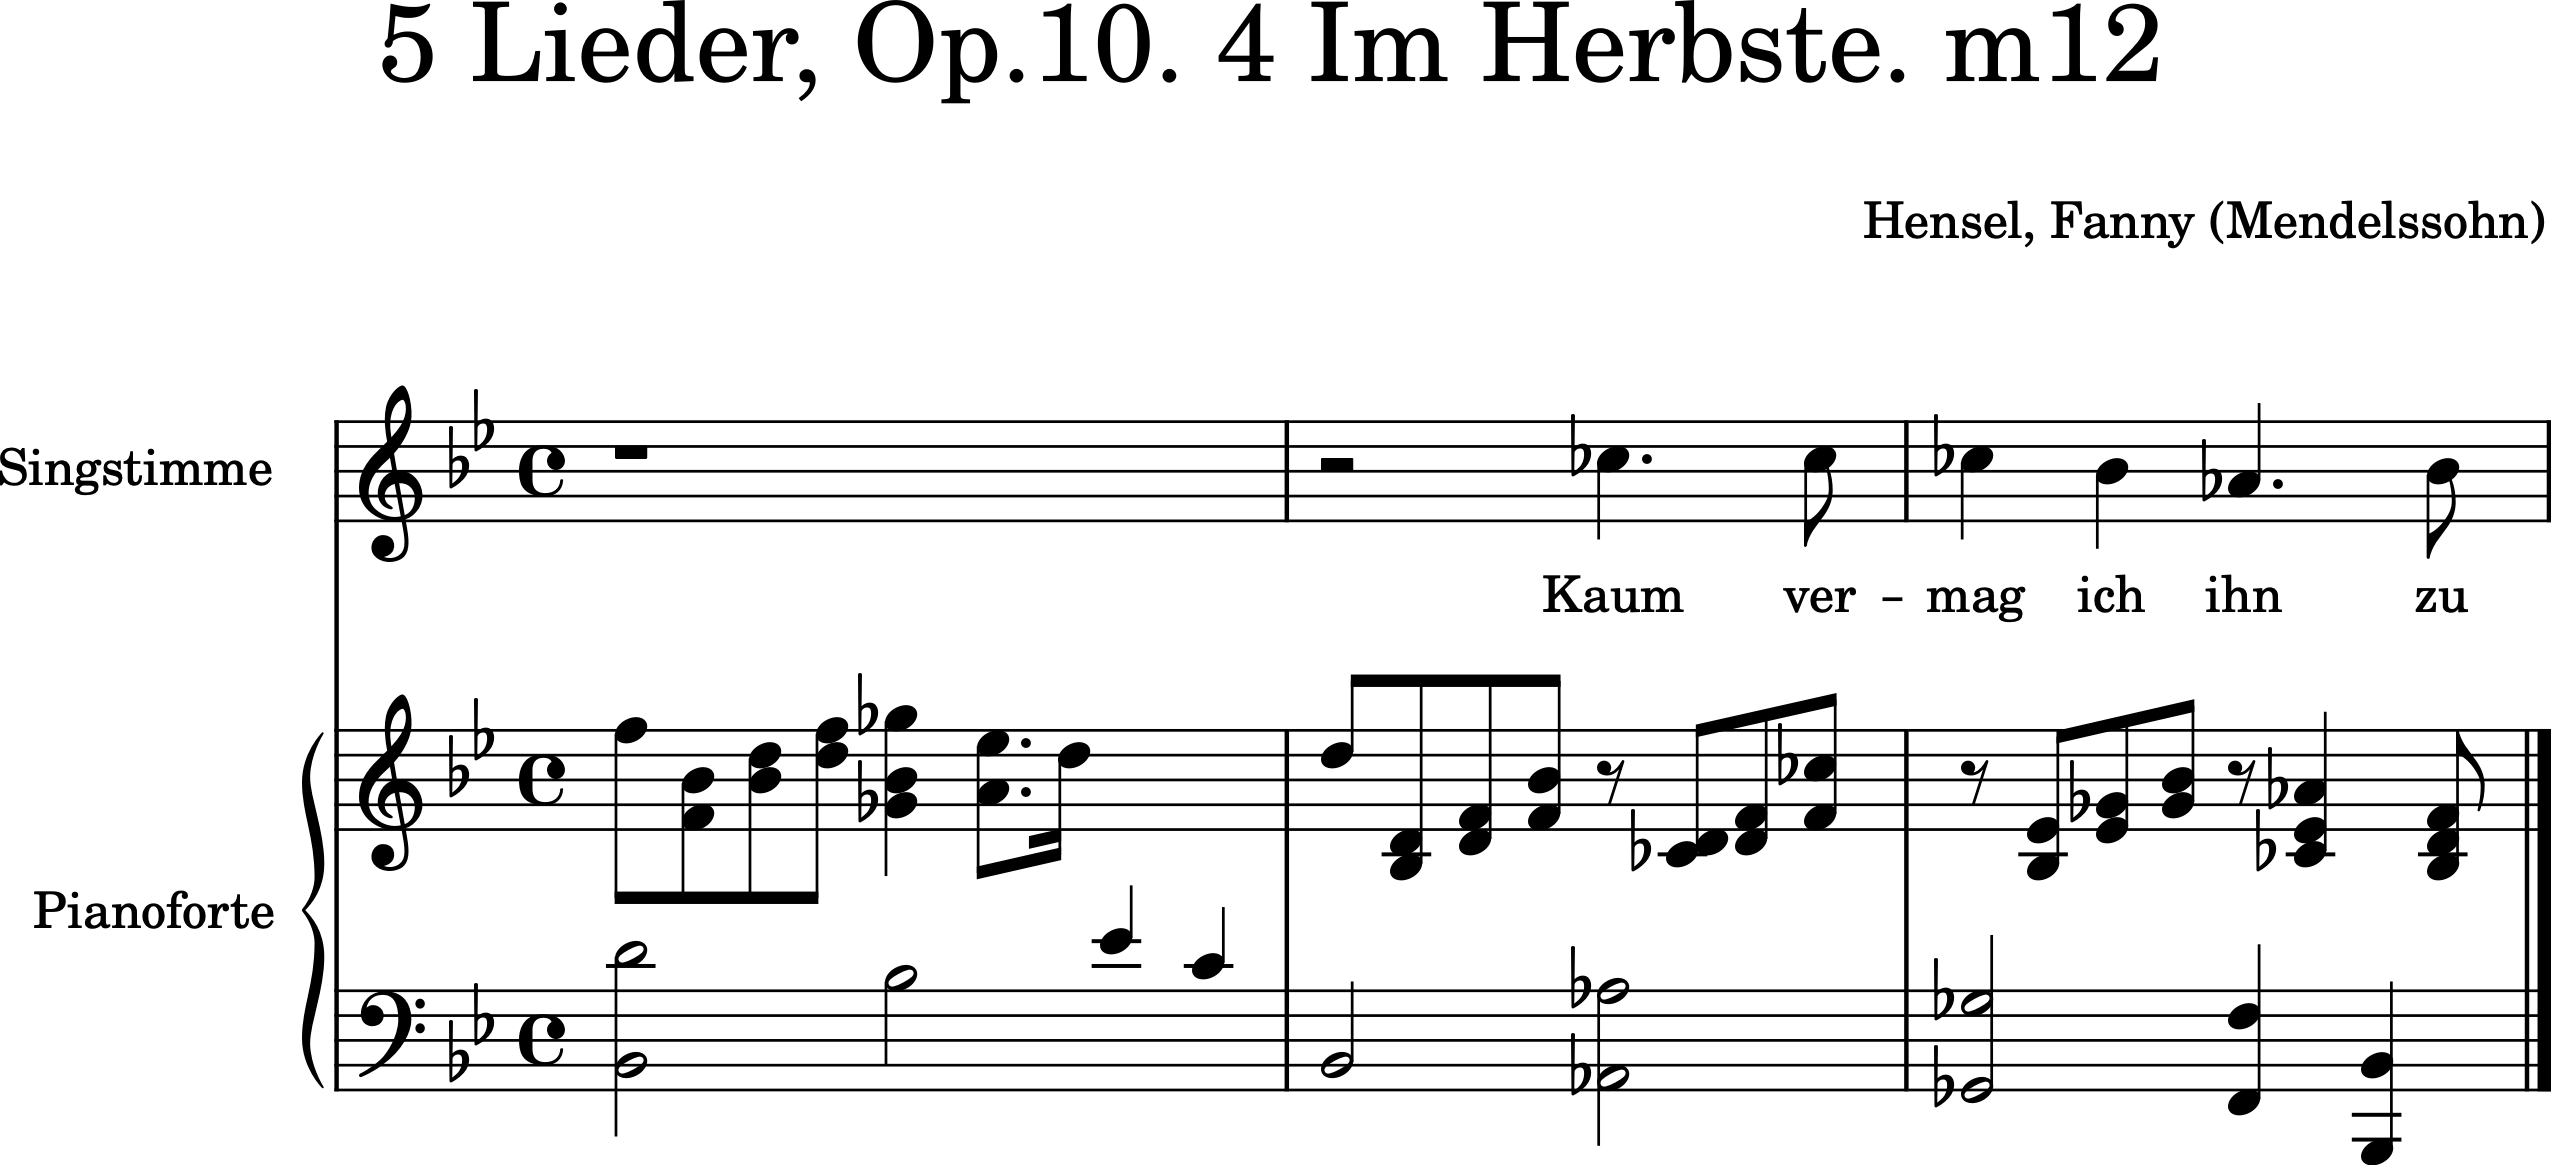 5 Lieder, Op.10. 4 Im Herbste. m12
Hensel, Fanny (Mendelssohn)
Singstimme
Kaum ver – mag ich ihn zu
Pianoforte